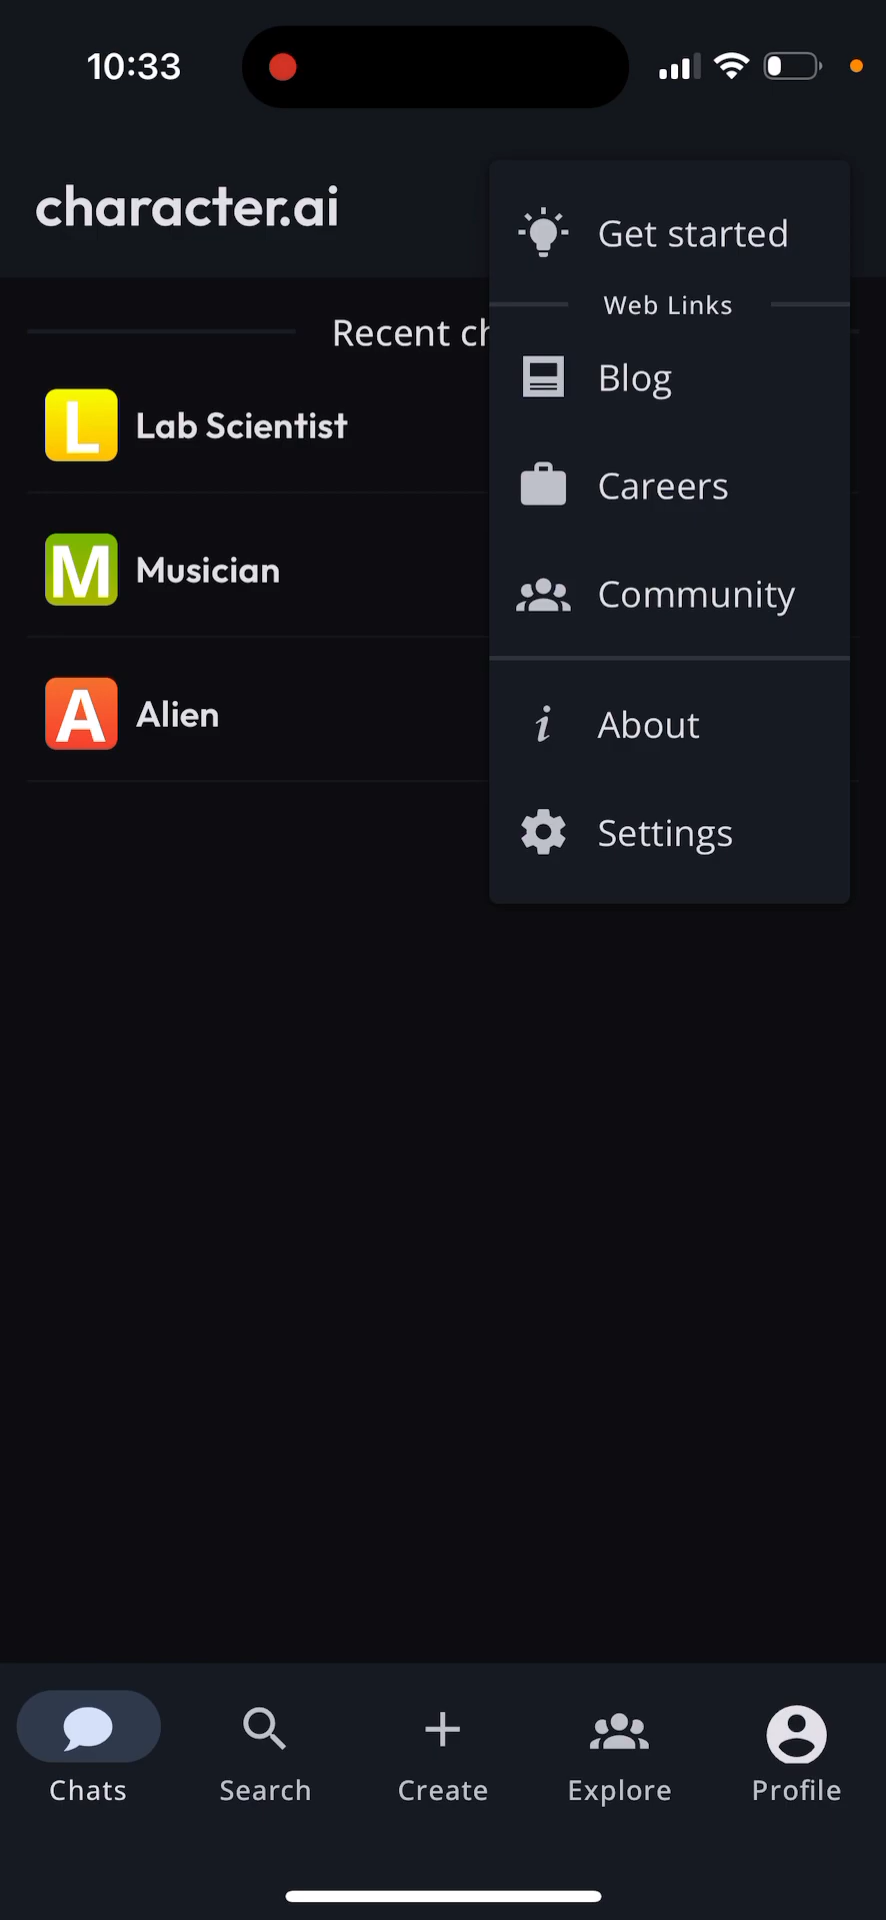 10:33
character.ai
Get started
Web Links
Recent ch
Blog
L Lab Scientist
Careers
M Musician
Community
A Alien
i About
Settings
Chats
Search
Create
Explore
Profile